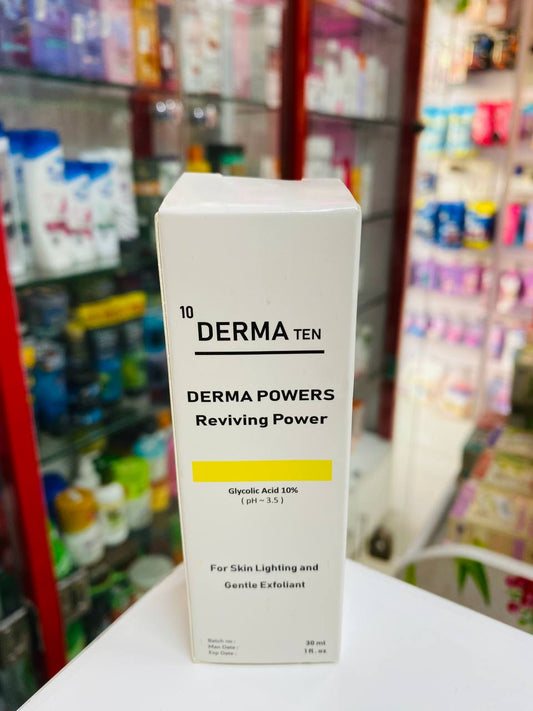 10
DERMA TEN
DERMA POWERS
Reviving Power
Glycolic Acid 10%
( pH ~ 3.5 )
For Skin Lighting and
Gentle Exfoliant
Batch no :
Man Date :
Exp Date :
30 ml
1 fl. oz